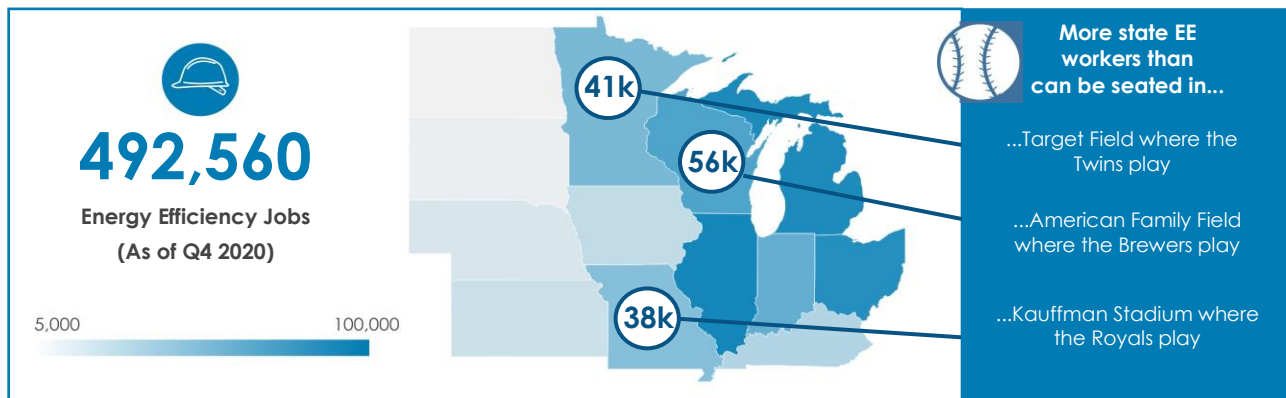 492,560
Energy Efficiency Jobs
(As of Q4 2020)
5,000
100,000
41k
56k
38k
More state EE
workers than
can be seated in...
...Target Field where the
Twins play
...American Family Field
where the Brewers play
...Kauffman Stadium where
the Royals play